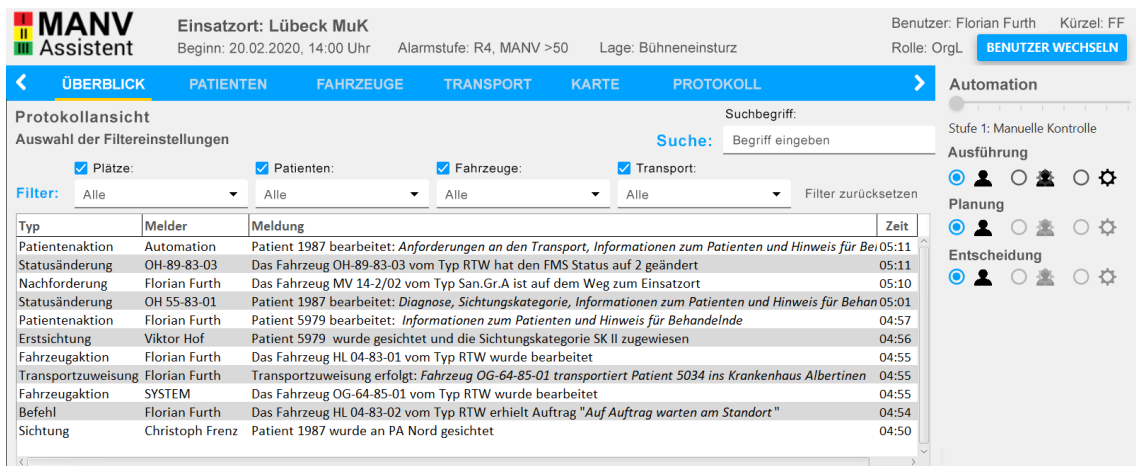 MANV
Assistent
I
II
III
Einsatzort: Lübeck MuK
Beginn: 20.02.2020, 14:00 Uhr Alarmstufe: R4, MANV >50 Lage: Bühneneinsturz
Benutzer: Florian Furth Kürzel: FF
Rolle: OrgL BENUTZER WECHSELN
ÜBERBLICK PATIENTEN FAHRZEUGE TRANSPORT KARTE PROTOKOLL
Protokollansicht
Auswahl der Filtereinstellungen
Suchbegriff:
Suche: Begriff eingeben
Plätze: Patienten: Fahrzeuge: Transport:
Filter: Alle Alle Alle Alle Filter zurücksetzen
Typ Melder Meldung Zeit
Patientenaktion Automation Patient 1987 bearbeitet: Anforderungen an den Transport, Informationen zum Patienten und Hinweis für Bei 05:11
Statusänderung OH-89-83-03 Das Fahrzeug OH-89-83-03 vom Typ RTW hat den FMS Status auf 2 geändert 05:11
Nachforderung Florian Furth Das Fahrzeug MV 14-2/02 vom Typ San.Gr.A ist auf dem Weg zum Einsatzort 05:10
Statusänderung OH 55-83-01 Patient 1987 bearbeitet: Diagnose, Sichtungskategorie, Informationen zum Patienten und Hinweis für Behan 05:01
Patientenaktion Florian Furth Patient 5979 bearbeitet: Informationen zum Patienten und Hinweis für Behandelnde 04:57
Erstsichtung Viktor Hof Patient 5979 wurde gesichtet und die Sichtungskategorie SK II zugewiesen 04:56
Fahrzeugaktion Florian Furth Das Fahrzeug HL 04-83-01 vom Typ RTW wurde bearbeitet 04:55
Transportzuweisung Florian Furth Transportzuweisung erfolgt: Fahrzeug OG-64-85-01 transportiert Patient 5034 ins Krankenhaus Albertinen 04:55
Fahrzeugaktion SYSTEM Das Fahrzeug OG-64-85-01 vom Typ RTW wurde bearbeitet 04:55
Befehl Florian Furth Das Fahrzeug HL 04-83-02 vom Typ RTW erhielt Auftrag "Auf Auftrag warten am Standort" 04:54
Sichtung Christoph Frenz Patient 1987 wurde an PA Nord gesichtet 04:50
Automation
Stufe 1: Manuelle Kontrolle
Ausführung
Planung
Entscheidung